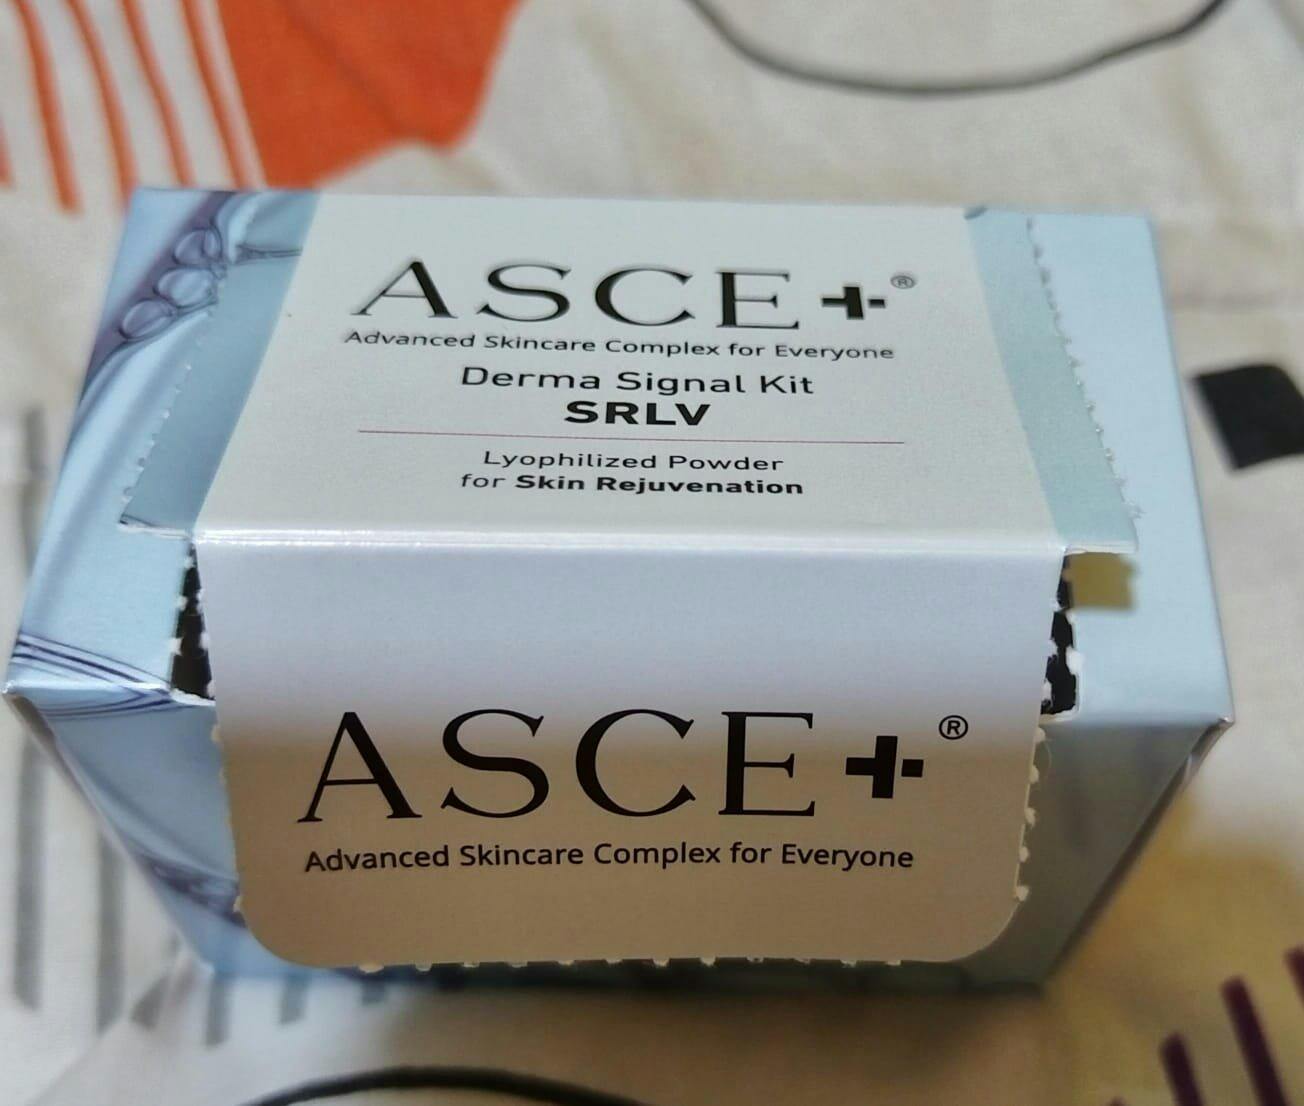 ASCE+®
Advanced Skincare Complex for Everyone
Derma Signal Kit
SRLV
Lyophilized Powder
for Skin Rejuvenation
ASCE+®
Advanced Skincare Complex for Everyone